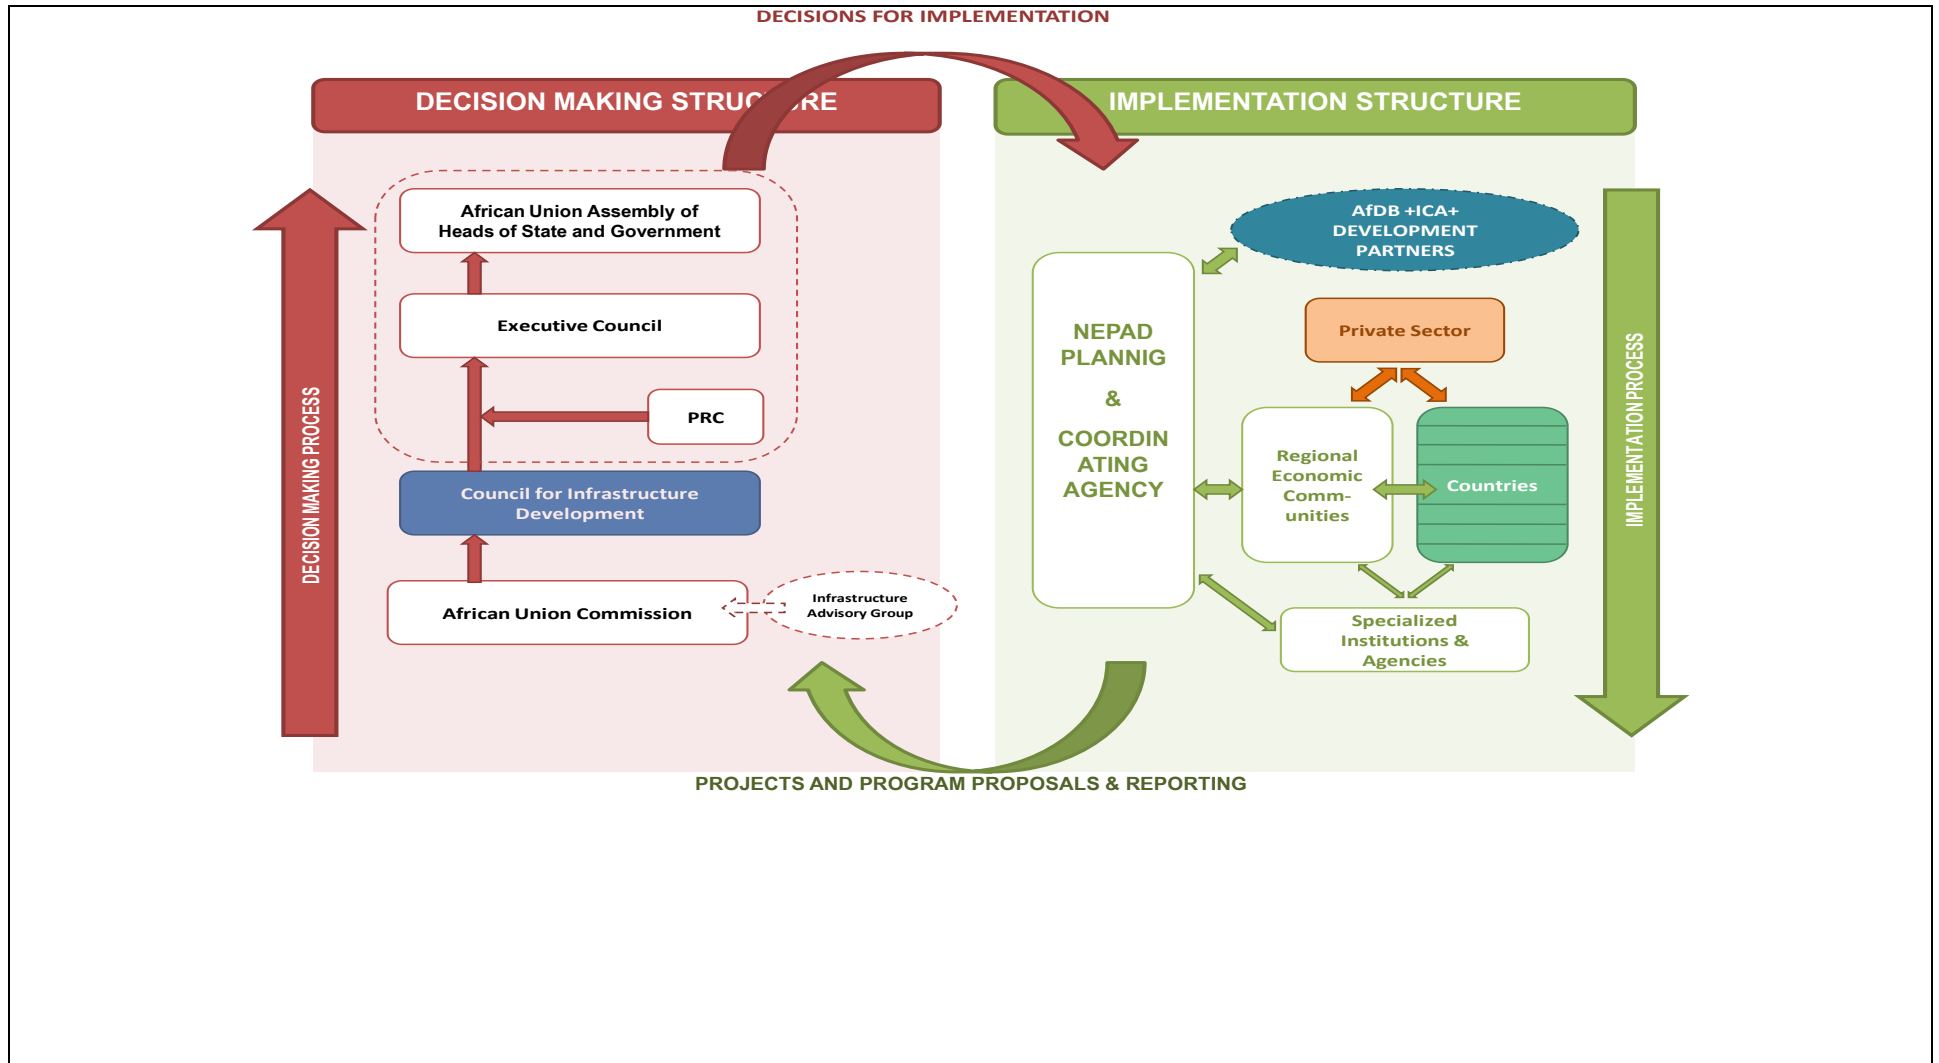 DECISIONS FOR IMPLEMENTATION
DECISION MAKING STRUCTURE
African Union Assembly of
Heads of State and Government
Executive Council
PRC
Council for Infrastructure
Development
African Union Commission
Infrastructure
Advisory Group
DECISION MAKING PROCESS
IMPLEMENTATION STRUCTURE
AfDB +ICA+
DEVELOPMENT
PARTNERS
NEPAD
PLANNIG
&
COORDIN
ATING
AGENCY
Private Sector
Regional
Economic
Comm-
unities
Countries
Specialized
Institutions &
Agencies
IMPLEMENTATION PROCESS
PROJECTS AND PROGRAM PROPOSALS & REPORTING